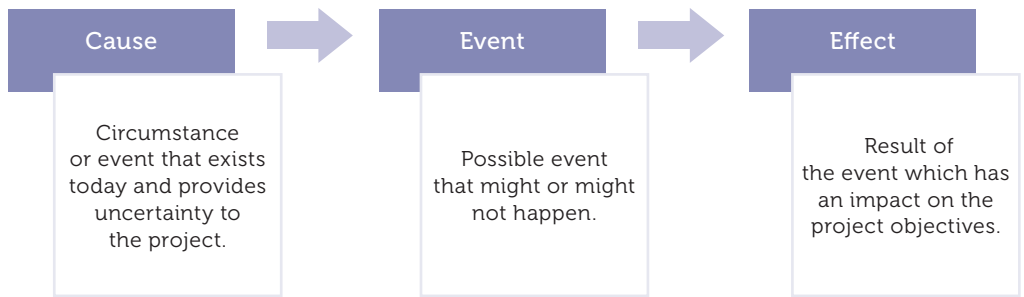 Cause
Circumstance
or event that exists
today and provides
uncertainty to
the project.
Event
Possible event
that might or might
not happen.
Effect
Result of
the event which has
an impact on the
project objectives.